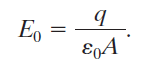 E₀ = q / ε₀A.